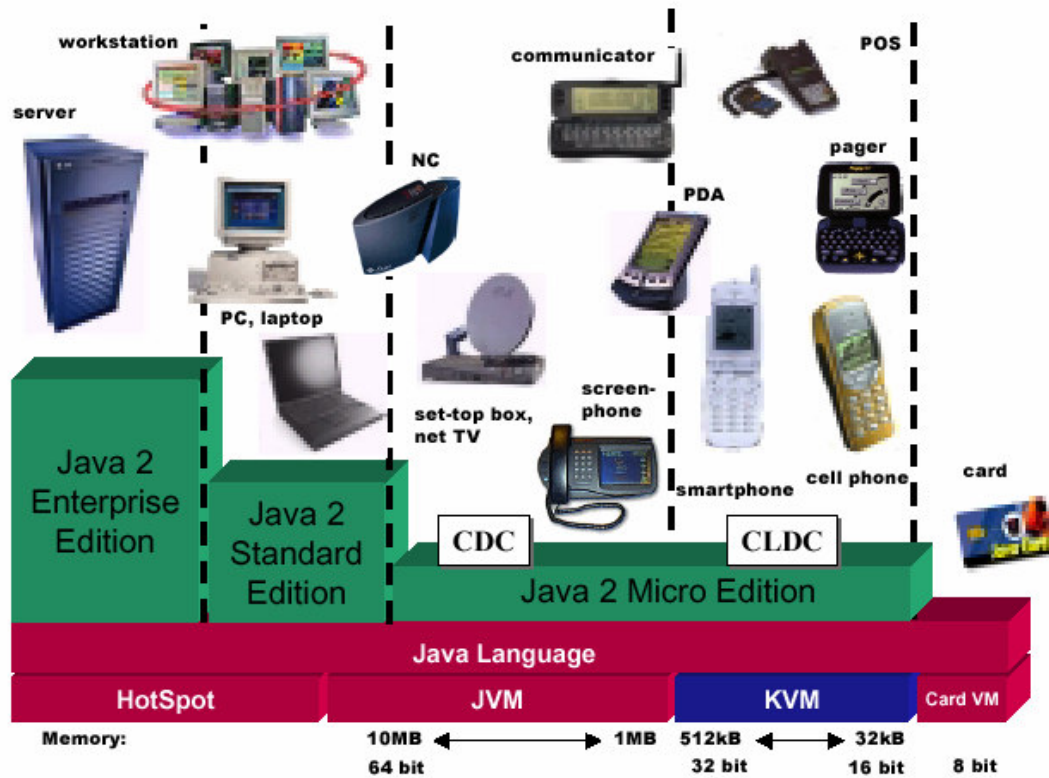 workstation
server
communicator
POS
NC
pager
PDA
PC, laptop
set-top box,
net TV
screen-
phone
smartphone
cell phone
card
Java 2
Enterprise
Edition
Java 2
Standard
Edition
CDC
CLDC
Java 2 Micro Edition
Java Language
HotSpot
JVM
KVM
Card VM
Memory:
10MB
1MB
512kB
32kB
64 bit
32 bit
16 bit
8 bit